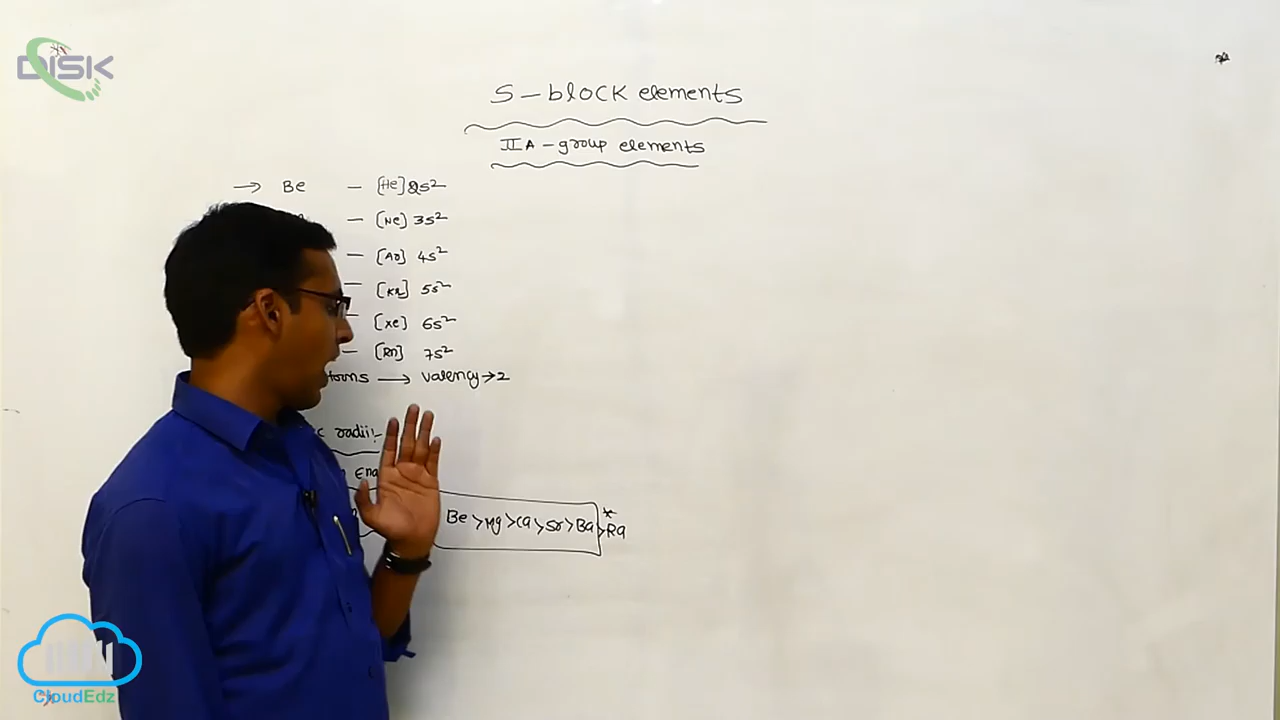 DISK
S-block elements
IIA-group elements
→ Be - [He]2s²
- [Ne] 3s²
- [Ar] 4s²
- [Kr] 5s²
- [Xe] 6s²
- [Rn] 7s²
→ Valency→2
radii:-
Be >Mg >Ca >Sr >Ba >Ra
CloudEdz